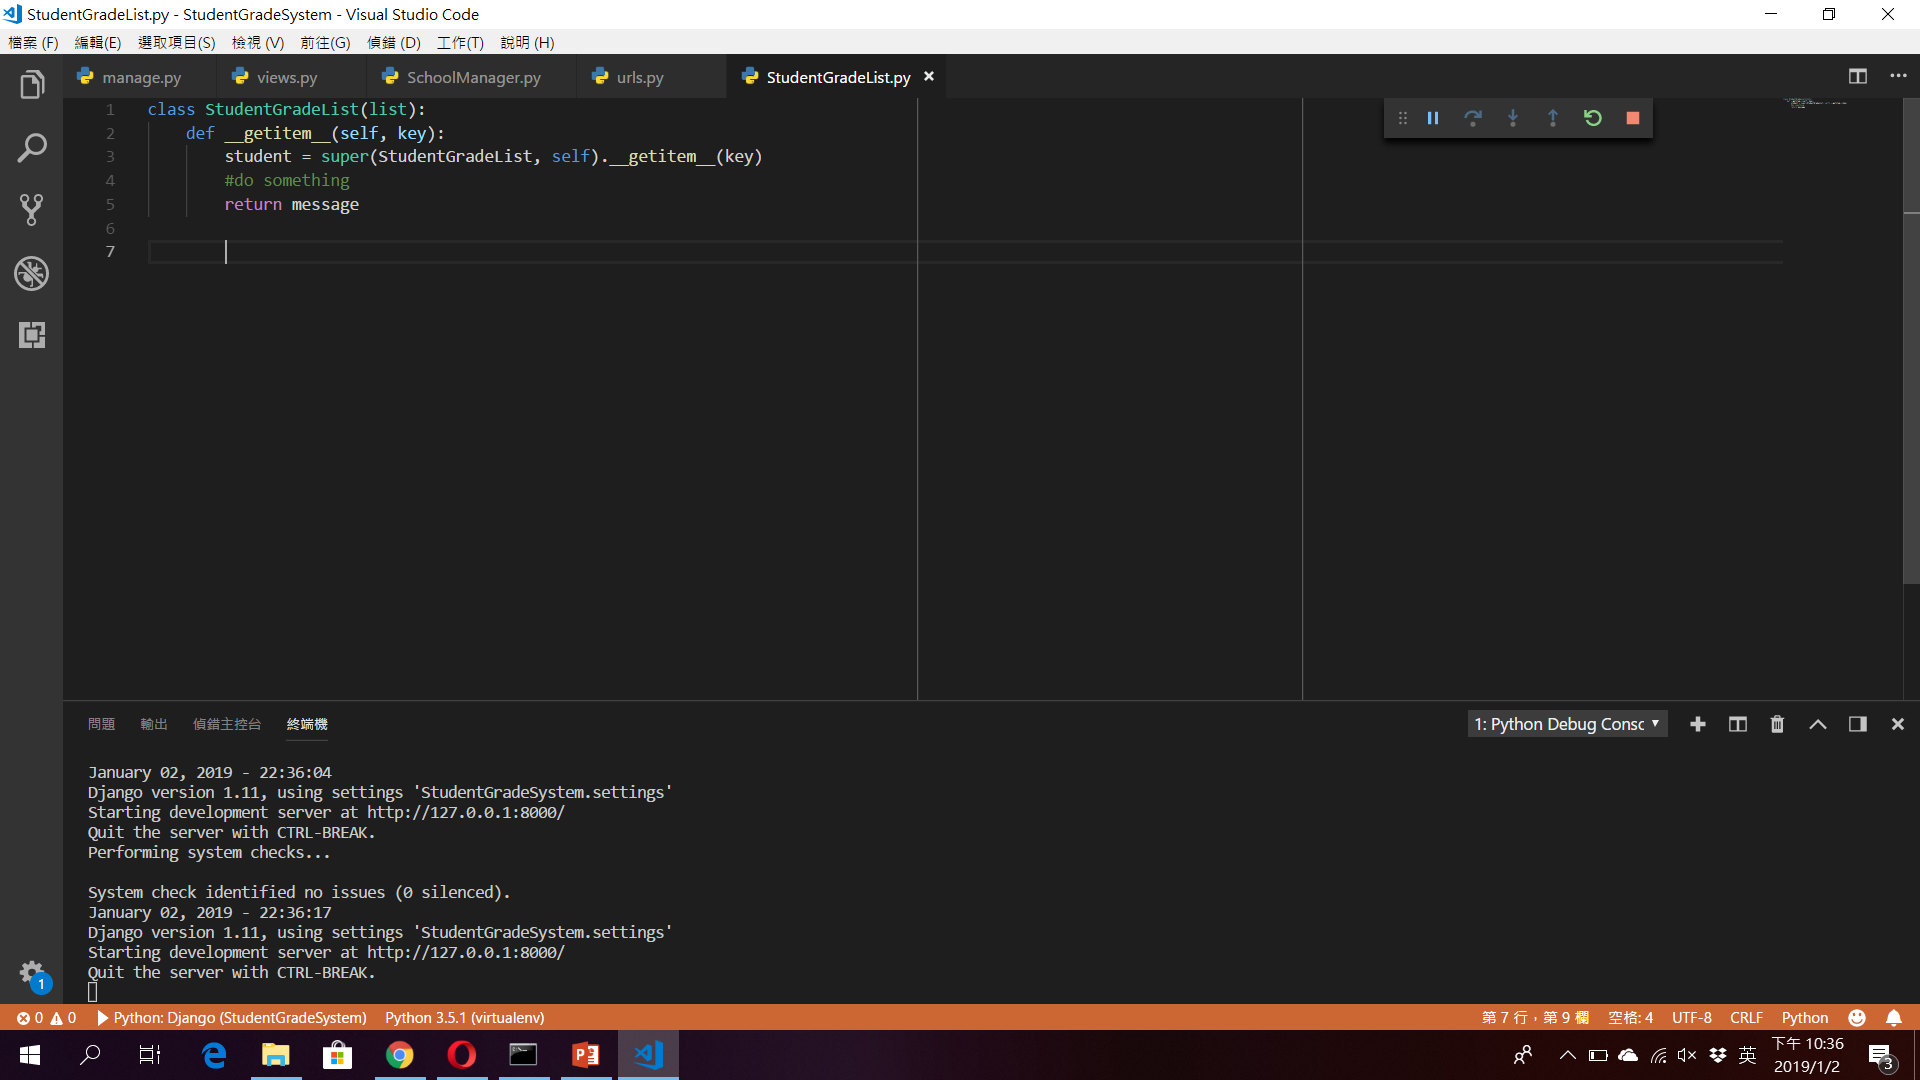 StudentGradeList.py - StudentGradeSystem - Visual Studio Code
檔案 (F) 編輯(E) 選取項目(S) 檢視 (V) 前往(G) 偵錯 (D) 工作(T) 說明 (H)
manage.py views.py SchoolManager.py urls.py StudentGradeList.py
1 class StudentGradeList(list):
2 def __getitem__(self, key):
3 student = super(StudentGradeList, self).__getitem__(key)
4 #do something
5 return message
6
7
問題 輸出 偵錯主控台 終端機 1: Python Debug Consc
January 02, 2019 - 22:36:04
Django version 1.11, using settings 'StudentGradeSystem.settings'
Starting development server at http://127.0.0.1:8000/
Quit the server with CTRL-BREAK.
Performing system checks...
System check identified no issues (0 silenced).
January 02, 2019 - 22:36:17
Django version 1.11, using settings 'StudentGradeSystem.settings'
Starting development server at http://127.0.0.1:8000/
Quit the server with CTRL-BREAK.
1
0 0 Python: Django (StudentGradeSystem) Python 3.5.1 (virtualenv) 第 7 行，第 9 欄 空格: 4 UTF-8 CRLF Python
英 下午 10:36
2019/1/2 3